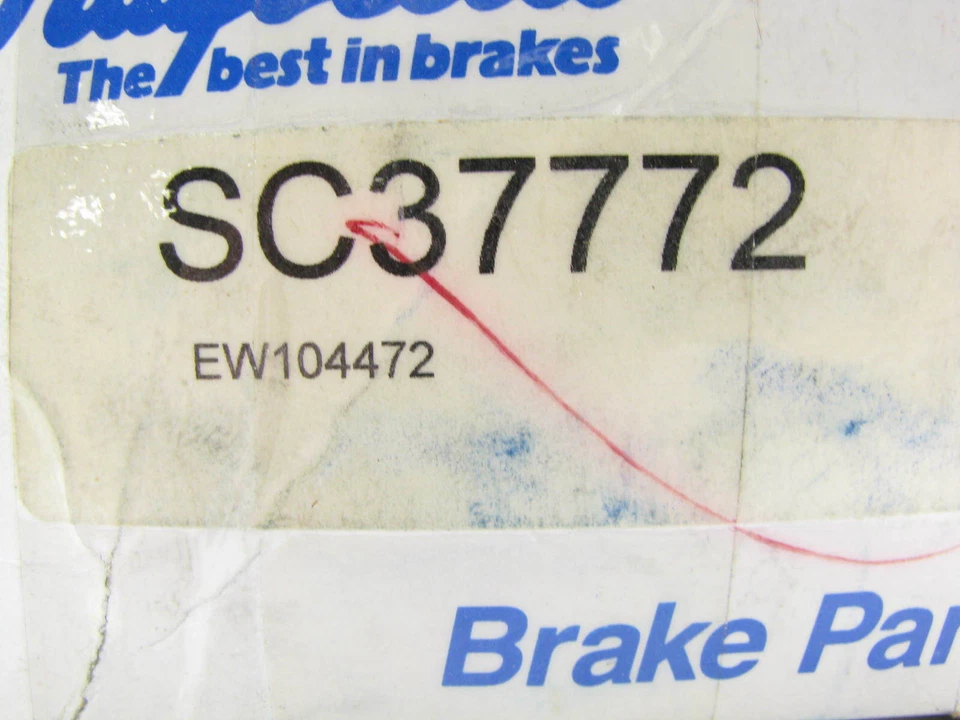 The best in brakes
SC37772
EW104472
Brake Par